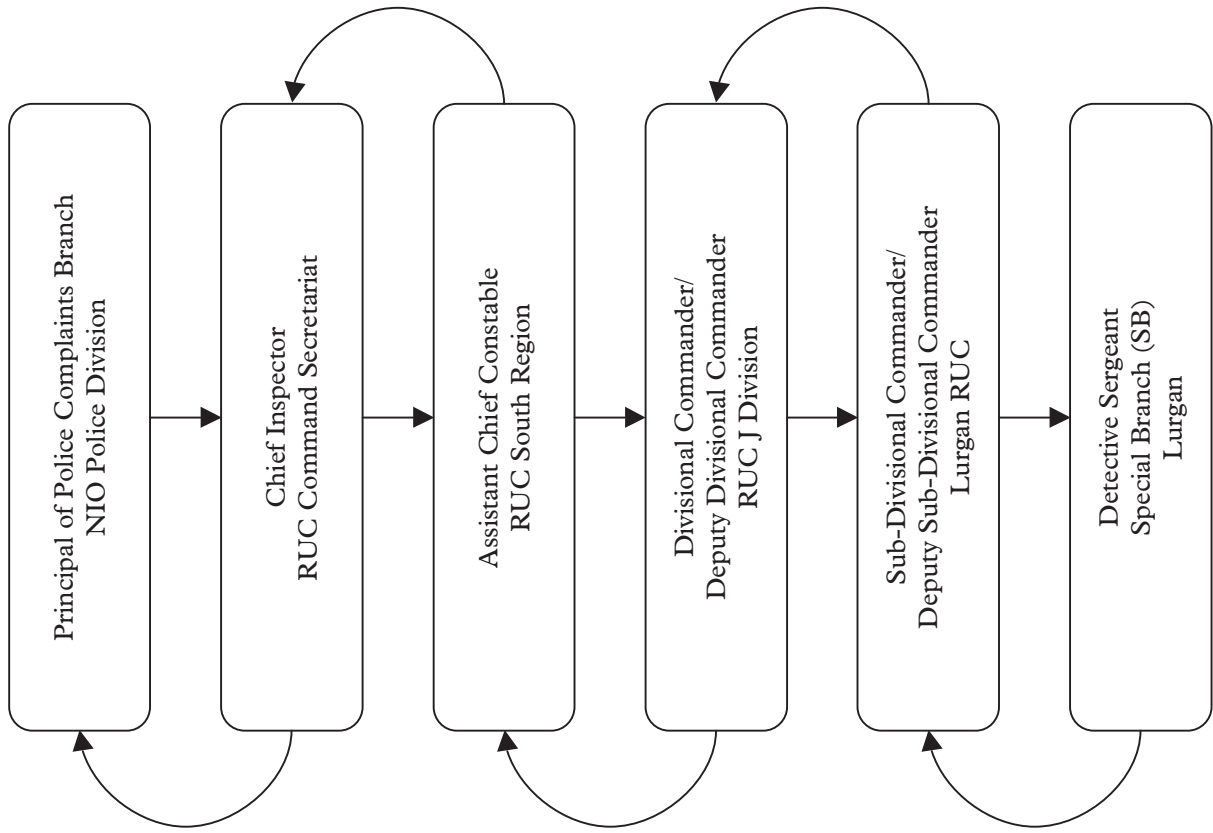 Principal of Police Complaints Branch
NIO Police Division
Chief Inspector
RUC Command Secretariat
Assistant Chief Constable
RUC South Region
Divisional Commander/
Deputy Divisional Commander
RUC J Division
Sub-Divisional Commander/
Deputy Sub-Divisional Commander
Lurgan RUC
Detective Sergeant
Special Branch (SB)
Lurgan